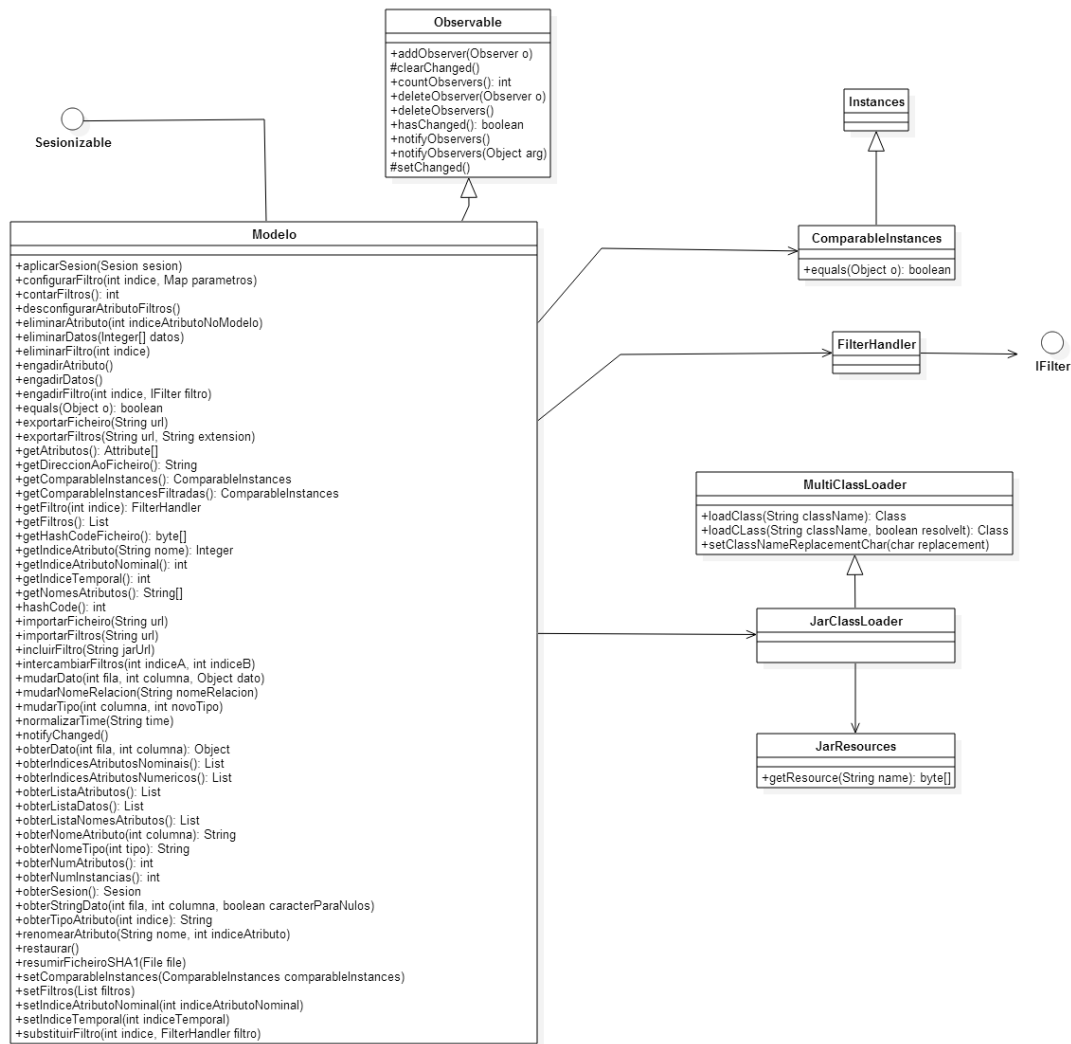 Observable
+addObserver(Observer o)
#clearChanged()
+countObservers(): int
+deleteObserver(Observer o)
+deleteObservers()
+hasChanged(): boolean
+notifyObservers()
+notifyObservers(Object arg)
#setChanged()
Sesionizable
Instances
Modelo
+aplicarSesion(Sesion sesion)
+configurarFiltro(int indice, Map parametros)
+contarFiltros(): int
+desconfigurarAtributoFiltros()
+eliminarAtributo(int indiceAtributoNoModelo)
+eliminarDatos(Integer[] datos)
+eliminarFiltro(int indice)
+engadirAtributo()
+engadirDatos()
+engadirFiltro(int indice, IFilter filtro)
+equals(Object o): boolean
+exportarFicheiro(String url)
+exportarFiltros(String url, String extension)
+getAtributos(): Attribute[]
+getDireccionAoFicheiro(): String
+getComparableInstances(): ComparableInstances
+getComparableInstancesFiltradas(): ComparableInstances
+getFiltro(int indice): FilterHandler
+getFiltros(): List
+getHashCodeFicheiro(): byte[]
+getIndiceAtributo(String nome): Integer
+getIndiceAtributoNominal(): int
+getIndiceTemporal(): int
+getNomesAtributos(): String[]
+hashCode(): int
+importarFicheiro(String url)
+importarFiltros(String url)
+incluirFiltro(String jarUrl)
+intercambiarFiltros(int indiceA, int indiceB)
+mudarDato(int fila, int columna, Object dato)
+mudarNomeRelacion(String nomeRelacion)
+mudarTipo(int columna, int novoTipo)
+normalizarTime(String time)
+notifyChanged()
+obterDato(int fila, int columna): Object
+obterIndicesAtributosNominais(): List
+obterIndicesAtributosNumericos(): List
+obterListaAtributos(): List
+obterListaDatos(): List
+obterListaNomesAtributos(): List
+obterNomeAtributo(int columna): String
+obterNomeTipo(int tipo): String
+obterNumAtributos(): int
+obterNumInstancias(): int
+obterSesion(): Sesion
+obterStringDato(int fila, int columna, boolean caracterParaNulos)
+obterTipoAtributo(int indice): String
+renomearAtributo(String nome, int indiceAtributo)
+restaurar()
+resumirFicheiroSHA1(File file)
+setComparableInstances(ComparableInstances comparableInstances)
+setFiltros(List filtros)
+setIndiceAtributoNominal(int indiceAtributoNominal)
+setIndiceTemporal(int indiceTemporal)
+substituirFiltro(int indice, FilterHandler filtro)
ComparableInstances
+equals(Object o): boolean
FilterHandler
IFilter
MultiClassLoader
+loadClass(String className): Class
+loadCLass(String className, boolean resolveIt): Class
+setClassNameReplacementChar(char replacement)
JarClassLoader
JarResources
+getResource(String name): byte[]